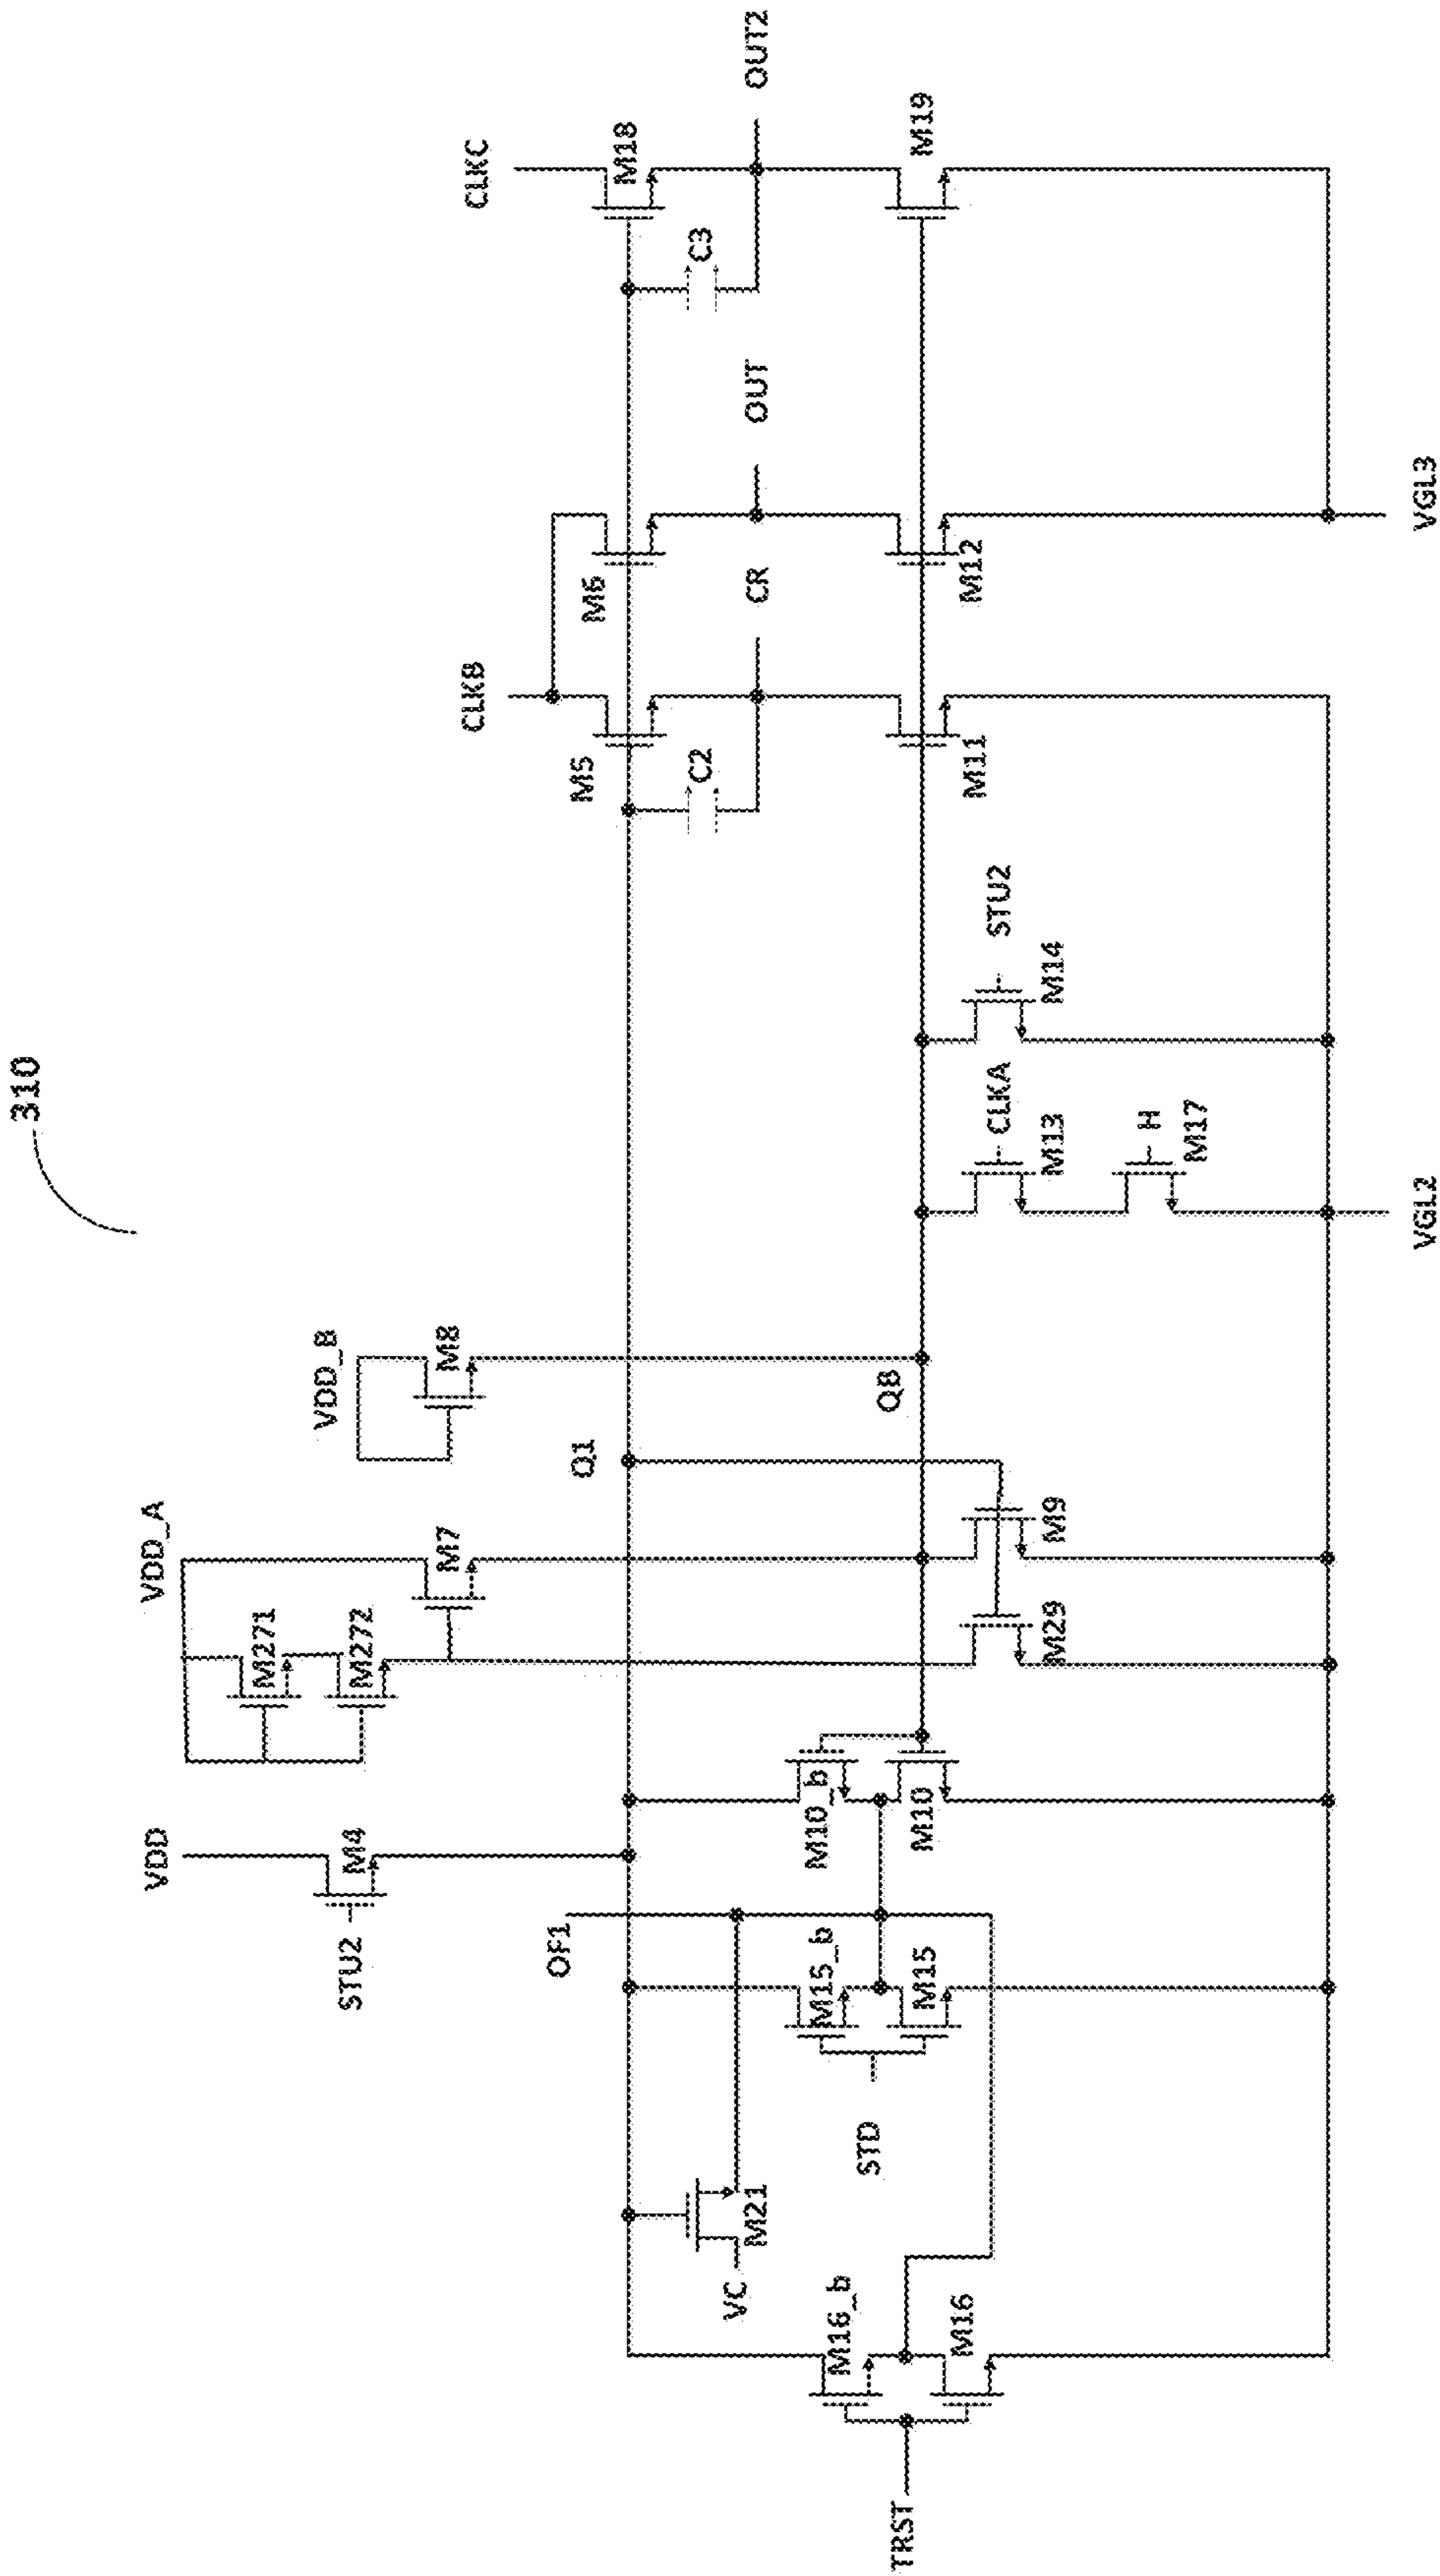 310
VDD_A
VDD
VDD_B
M271
M272
M7
M8
M4
STU2
CLKB
CLKC
OF1
Q1
M5
M6
M18
C2
C3
VC
M21
CR
OUT
OUT2
M16_b
M15_b
M10_b
STD
TRST
QB
M16
M15
M10
M11
M12
M19
CLKA
STU2
M29
M9
M13
M14
H
M17
VGL2
VGL3